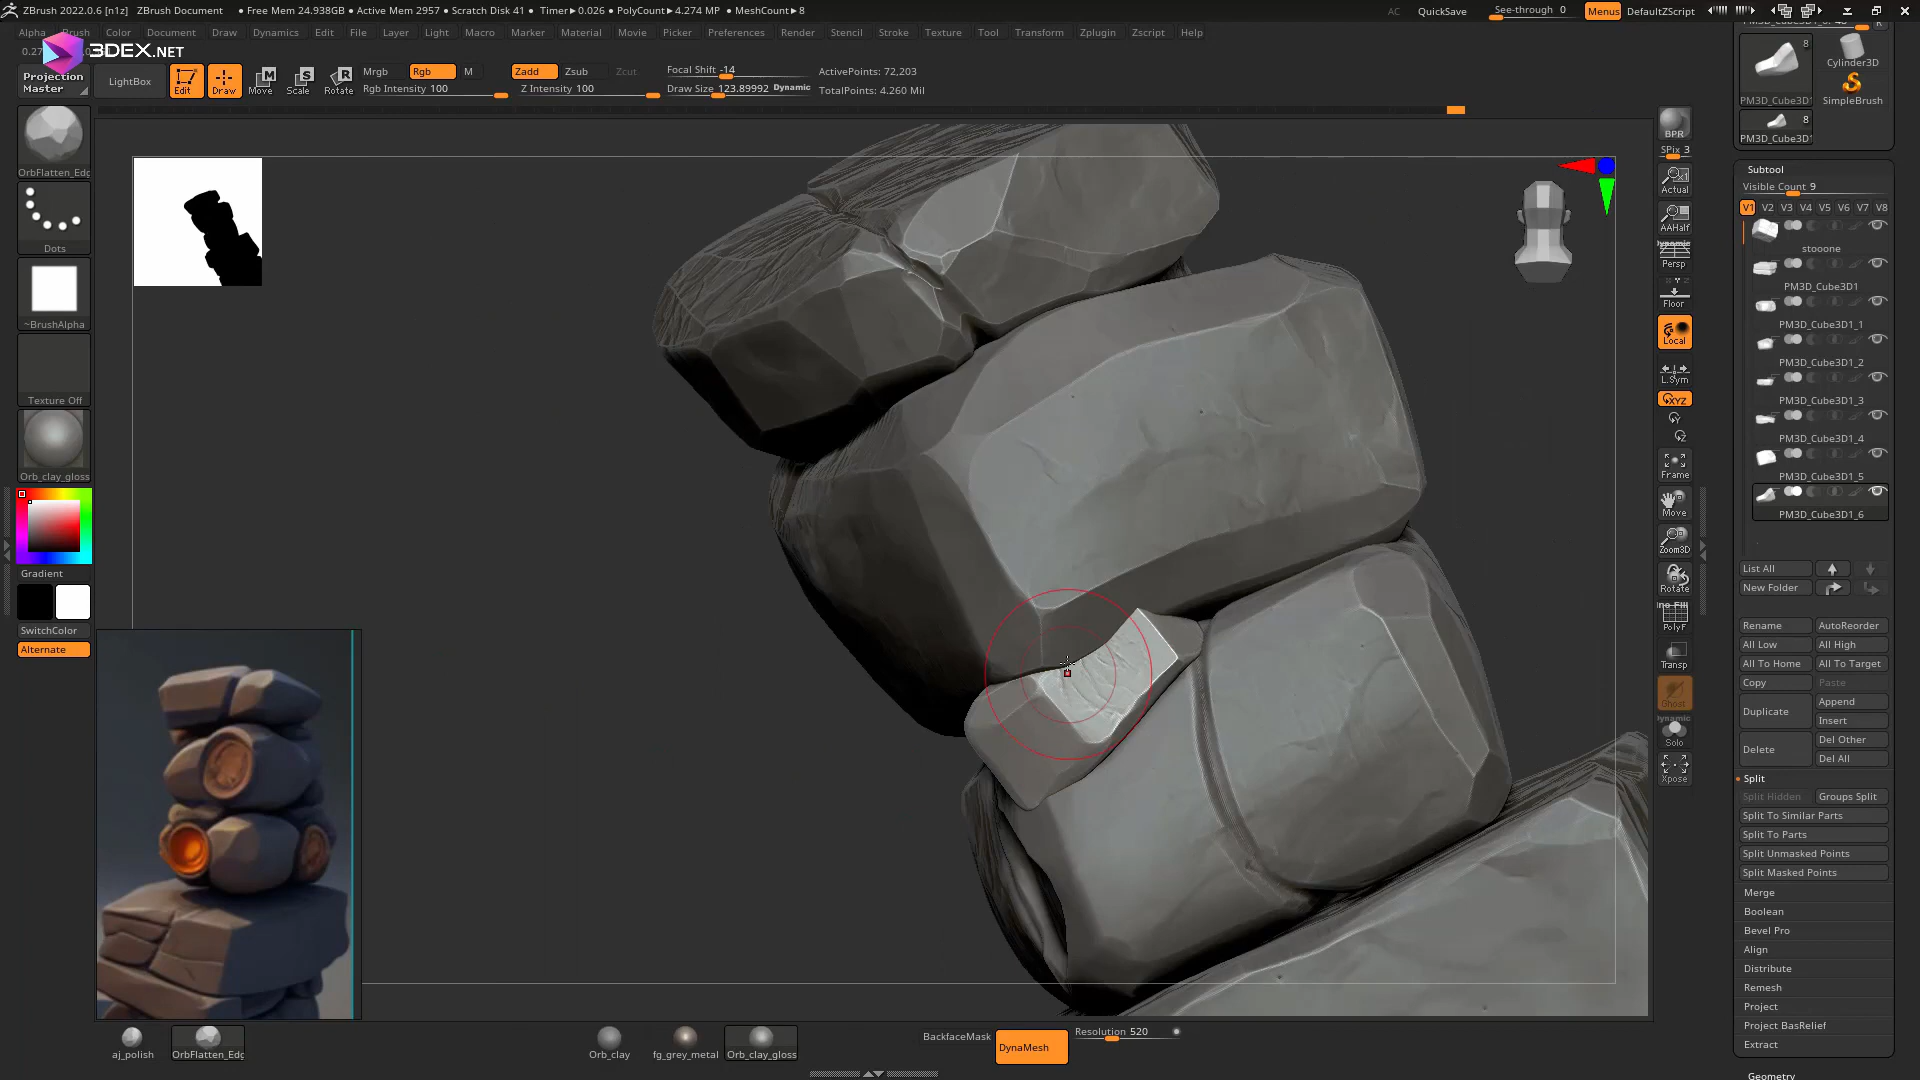 ZBrush 2022.0.6 [n1z] ZBrush Document • Free Mem 24.938GB • Active Mem 2957 • Scratch Disk 41 • Timer▸0.026 • PolyCount▸4.274 MP • MeshCount▸8 AC QuickSave See-through 0 Menus DefaultZScript
Alpha Brush Color Document Draw Dynamics Edit File Layer Light Macro Marker Material Movie Picker Preferences Render Stencil Stroke Texture Tool Transform Zplugin Zscript Help
3DEX.NET
Projection
Master
LightBox
Edit
Draw
Move
Scale
Rotate
Mrgb
Rgb
M
Rgb Intensity 100
Zadd
Zsub
Zcut
Z Intensity 100
Focal Shift -14
Draw Size 123.89992
Dynamic
ActivePoints: 72,203
TotalPoints: 4.260 Mil
OrbFlatten_Edg
Dots
~BrushAlpha
Texture Off
Orb_clay_gloss
Gradient
SwitchColor
Alternate
BPR
SPix 3
Actual
AAHalf
Dynamic
Persp
Floor
Local
L.Sym
XYZ
Y
Z
Frame
Move
Zoom3D
Rotate
Line Fill
PolyF
Transp
Ghost
Dynamic
Solo
Xpose
8
PM3D_Cube3D1
Cylinder3D
SimpleBrush
8
PM3D_Cube3D1
Subtool
Visible Count 9
V1 V2 V3 V4 V5 V6 V7 V8
stooone
PM3D_Cube3D1
PM3D_Cube3D1_1
PM3D_Cube3D1_2
PM3D_Cube3D1_3
PM3D_Cube3D1_4
PM3D_Cube3D1_5
PM3D_Cube3D1_6
List All
New Folder
Rename AutoReorder
All Low All High
All To Home All To Target
Copy Paste
Duplicate Append
Insert
Delete Del Other
Del All
Split
Split Hidden Groups Split
Split To Similar Parts
Split To Parts
Split Unmasked Points
Split Masked Points
Merge
Boolean
Bevel Pro
Align
Distribute
Remesh
Project
Project BasRelief
Extract
Geometry
aj_polish
OrbFlatten_Edg
Orb_clay
fg_grey_metal
Orb_clay_gloss
BackfaceMask
DynaMesh
Resolution 520